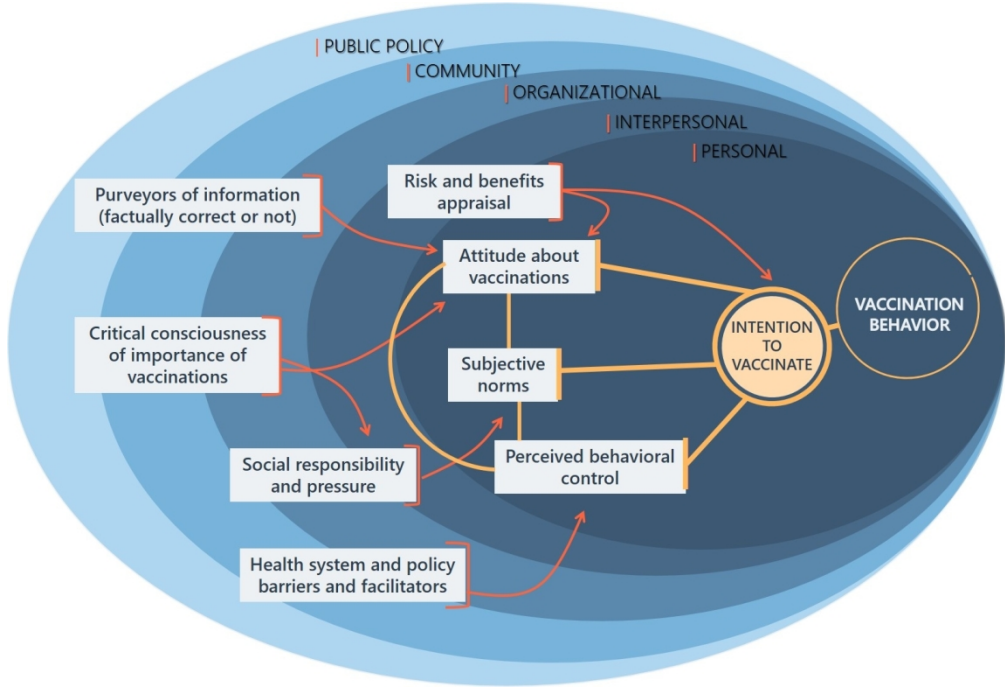 PUBLIC POLICY
COMMUNITY
ORGANIZATIONAL
INTERPERSONAL
PERSONAL
Purveyors of information
(factually correct or not)
Risk and benefits
appraisal
Attitude about
vaccinations
Critical consciousness
of importance of
vaccinations
Subjective
norms
INTENTION
TO
VACCINATE
VACCINATION
BEHAVIOR
Social responsibility
and pressure
Perceived behavioral
control
Health system and policy
barriers and facilitators